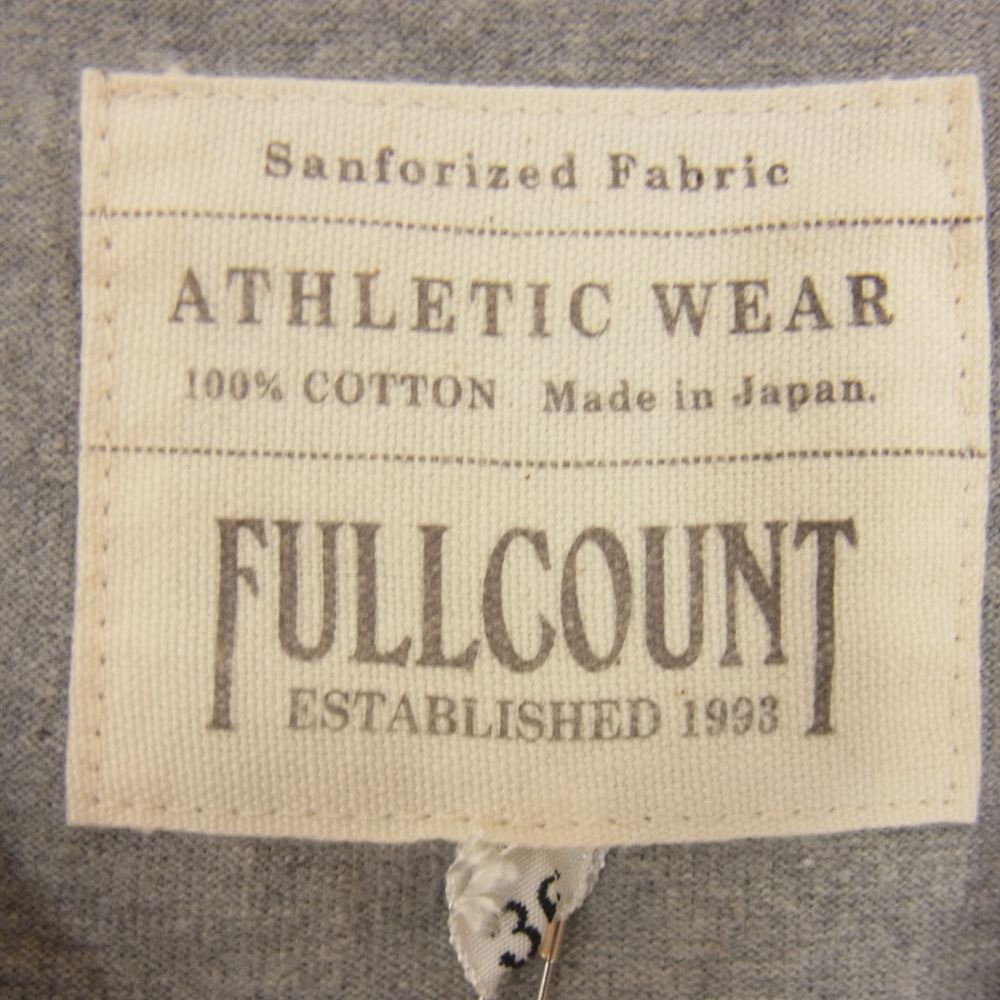 Sanforized Fabric
ATHLETIC WEAR
100% COTTON Made in Japan.
FULLCOUNT
ESTABLISHED 1993